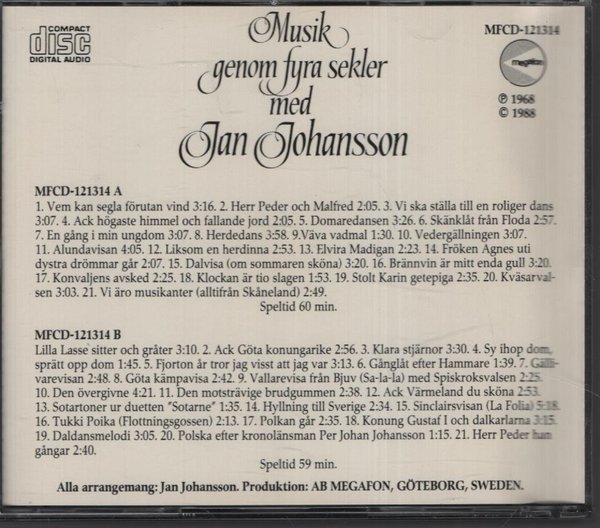 COMPACT
disc
DIGITAL AUDIO
Musik
genom fyra sekler
med
Jan Johansson
MFCD-121314
megafon
℗ 1968
© 1988
MFCD-121314 A
1. Vem kan segla förutan vind 3:16. 2. Herr Peder och Malfred 2:05. 3. Vi ska ställa till en roliger dans
3:07. 4. Ack högaste himmel och fallande jord 2:05. 5. Domaredansen 3:26. 6. Skänklåt från Floda 2:57.
7. En gång i min ungdom 3:07. 8. Herdedans 3:58. 9.Väva vadmal 1:30. 10. Vedergällningen 3:07.
11. Alundavisan 4:05. 12. Liksom en herdinna 2:53. 13. Elvira Madigan 2:23. 14. Fröken Agnes uti
dystra drömmar går 2:07. 15. Dalvisa (om sommaren sköna) 3:20. 16. Brännvin är mitt enda gull 3:20.
17. Konvaljens avsked 2:25. 18. Klockan är tio slagen 1:53. 19. Stolt Karin getepiga 2:35. 20. Kväsarval-
sen 3:03. 21. Vi äro musikanter (alltifrån Skåneland) 2:49.
Speltid 60 min.
MFCD-121314 B
Lilla Lasse sitter och gråter 3:10. 2. Ack Göta konungarike 2:56. 3. Klara stjärnor 3:30. 4. Sy ihop dom,
sprätt opp dom 1:45. 5. Fjorton år tror jag visst att jag var 3:13. 6. Gånglåt efter Hammare 1:39. 7. Gälli-
varevisan 2:48. 8. Göta kämpavisa 2:42. 9. Vallarevisa från Bjuv (Sa-la-la) med Spiskroksvalsen 2:25.
10. Den övergivne 4:21. 11. Den motsträvige brudgummen 2:38. 12. Ack Värmeland du sköna 2:53.
13. Sotartoner ur duetten "Sotarne" 1:35. 14. Hyllning till Sverige 2:34. 15. Sinclairsvisan (La Folia) 5:18.
16. Tukki Poika (Flottningsgossen) 2:13. 17. Polkan går 2:35. 18. Konung Gustaf I och dalkarlarna 3:15.
19. Daldansmelodi 3:05. 20. Polska efter kronolänsman Per Johan Johansson 1:15. 21. Herr Peder han
gångar 2:40.
Speltid 59 min.
Alla arrangemang: Jan Johansson. Produktion: AB MEGAFON, GÖTEBORG, SWEDEN.